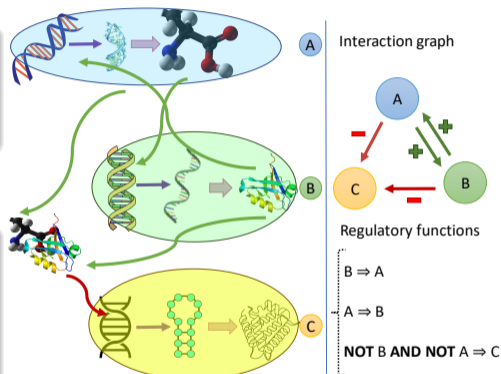 A
Interaction graph
A
B
C
B
Regulatory functions
B ⇒ A
A ⇒ B
C
NOT B AND NOT A ⇒ C